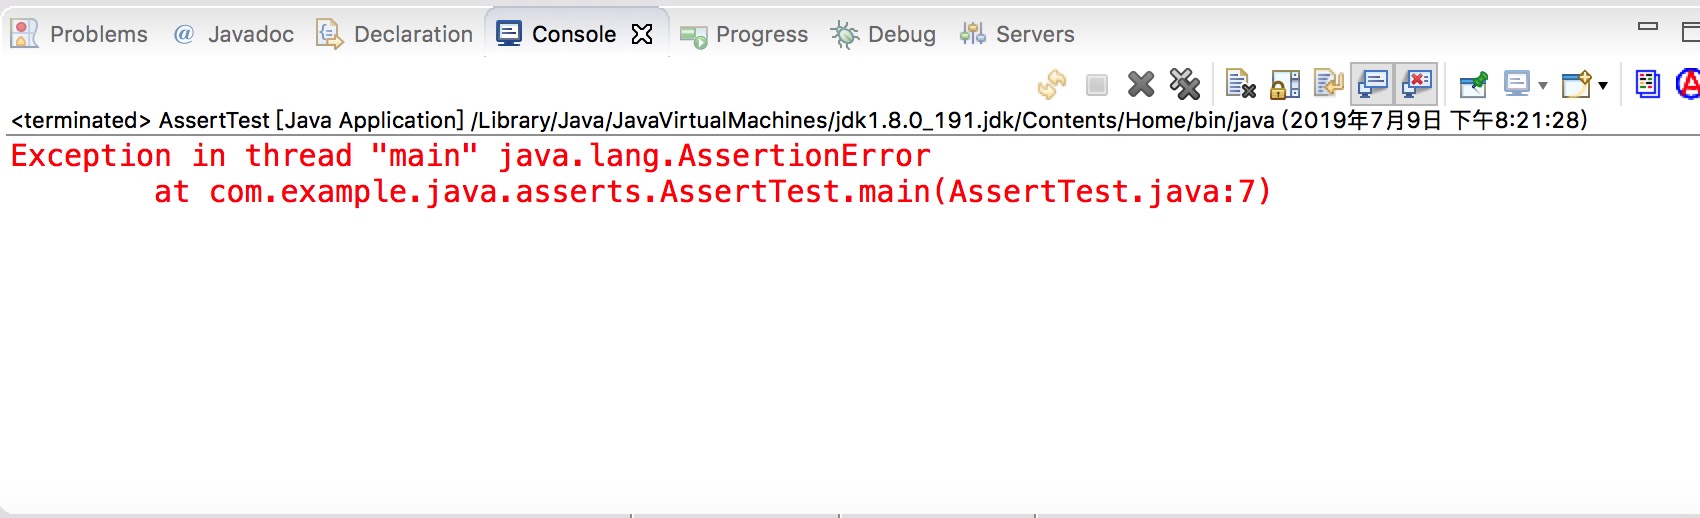 Problems @ Javadoc Declaration Console Progress Debug Servers
<terminated> AssertTest [Java Application] /Library/Java/JavaVirtualMachines/jdk1.8.0_191.jdk/Contents/Home/bin/java (2019年7月9日 下午8:21:28)
Exception in thread "main" java.lang.AssertionError
at com.example.java.asserts.AssertTest.main(AssertTest.java:7)